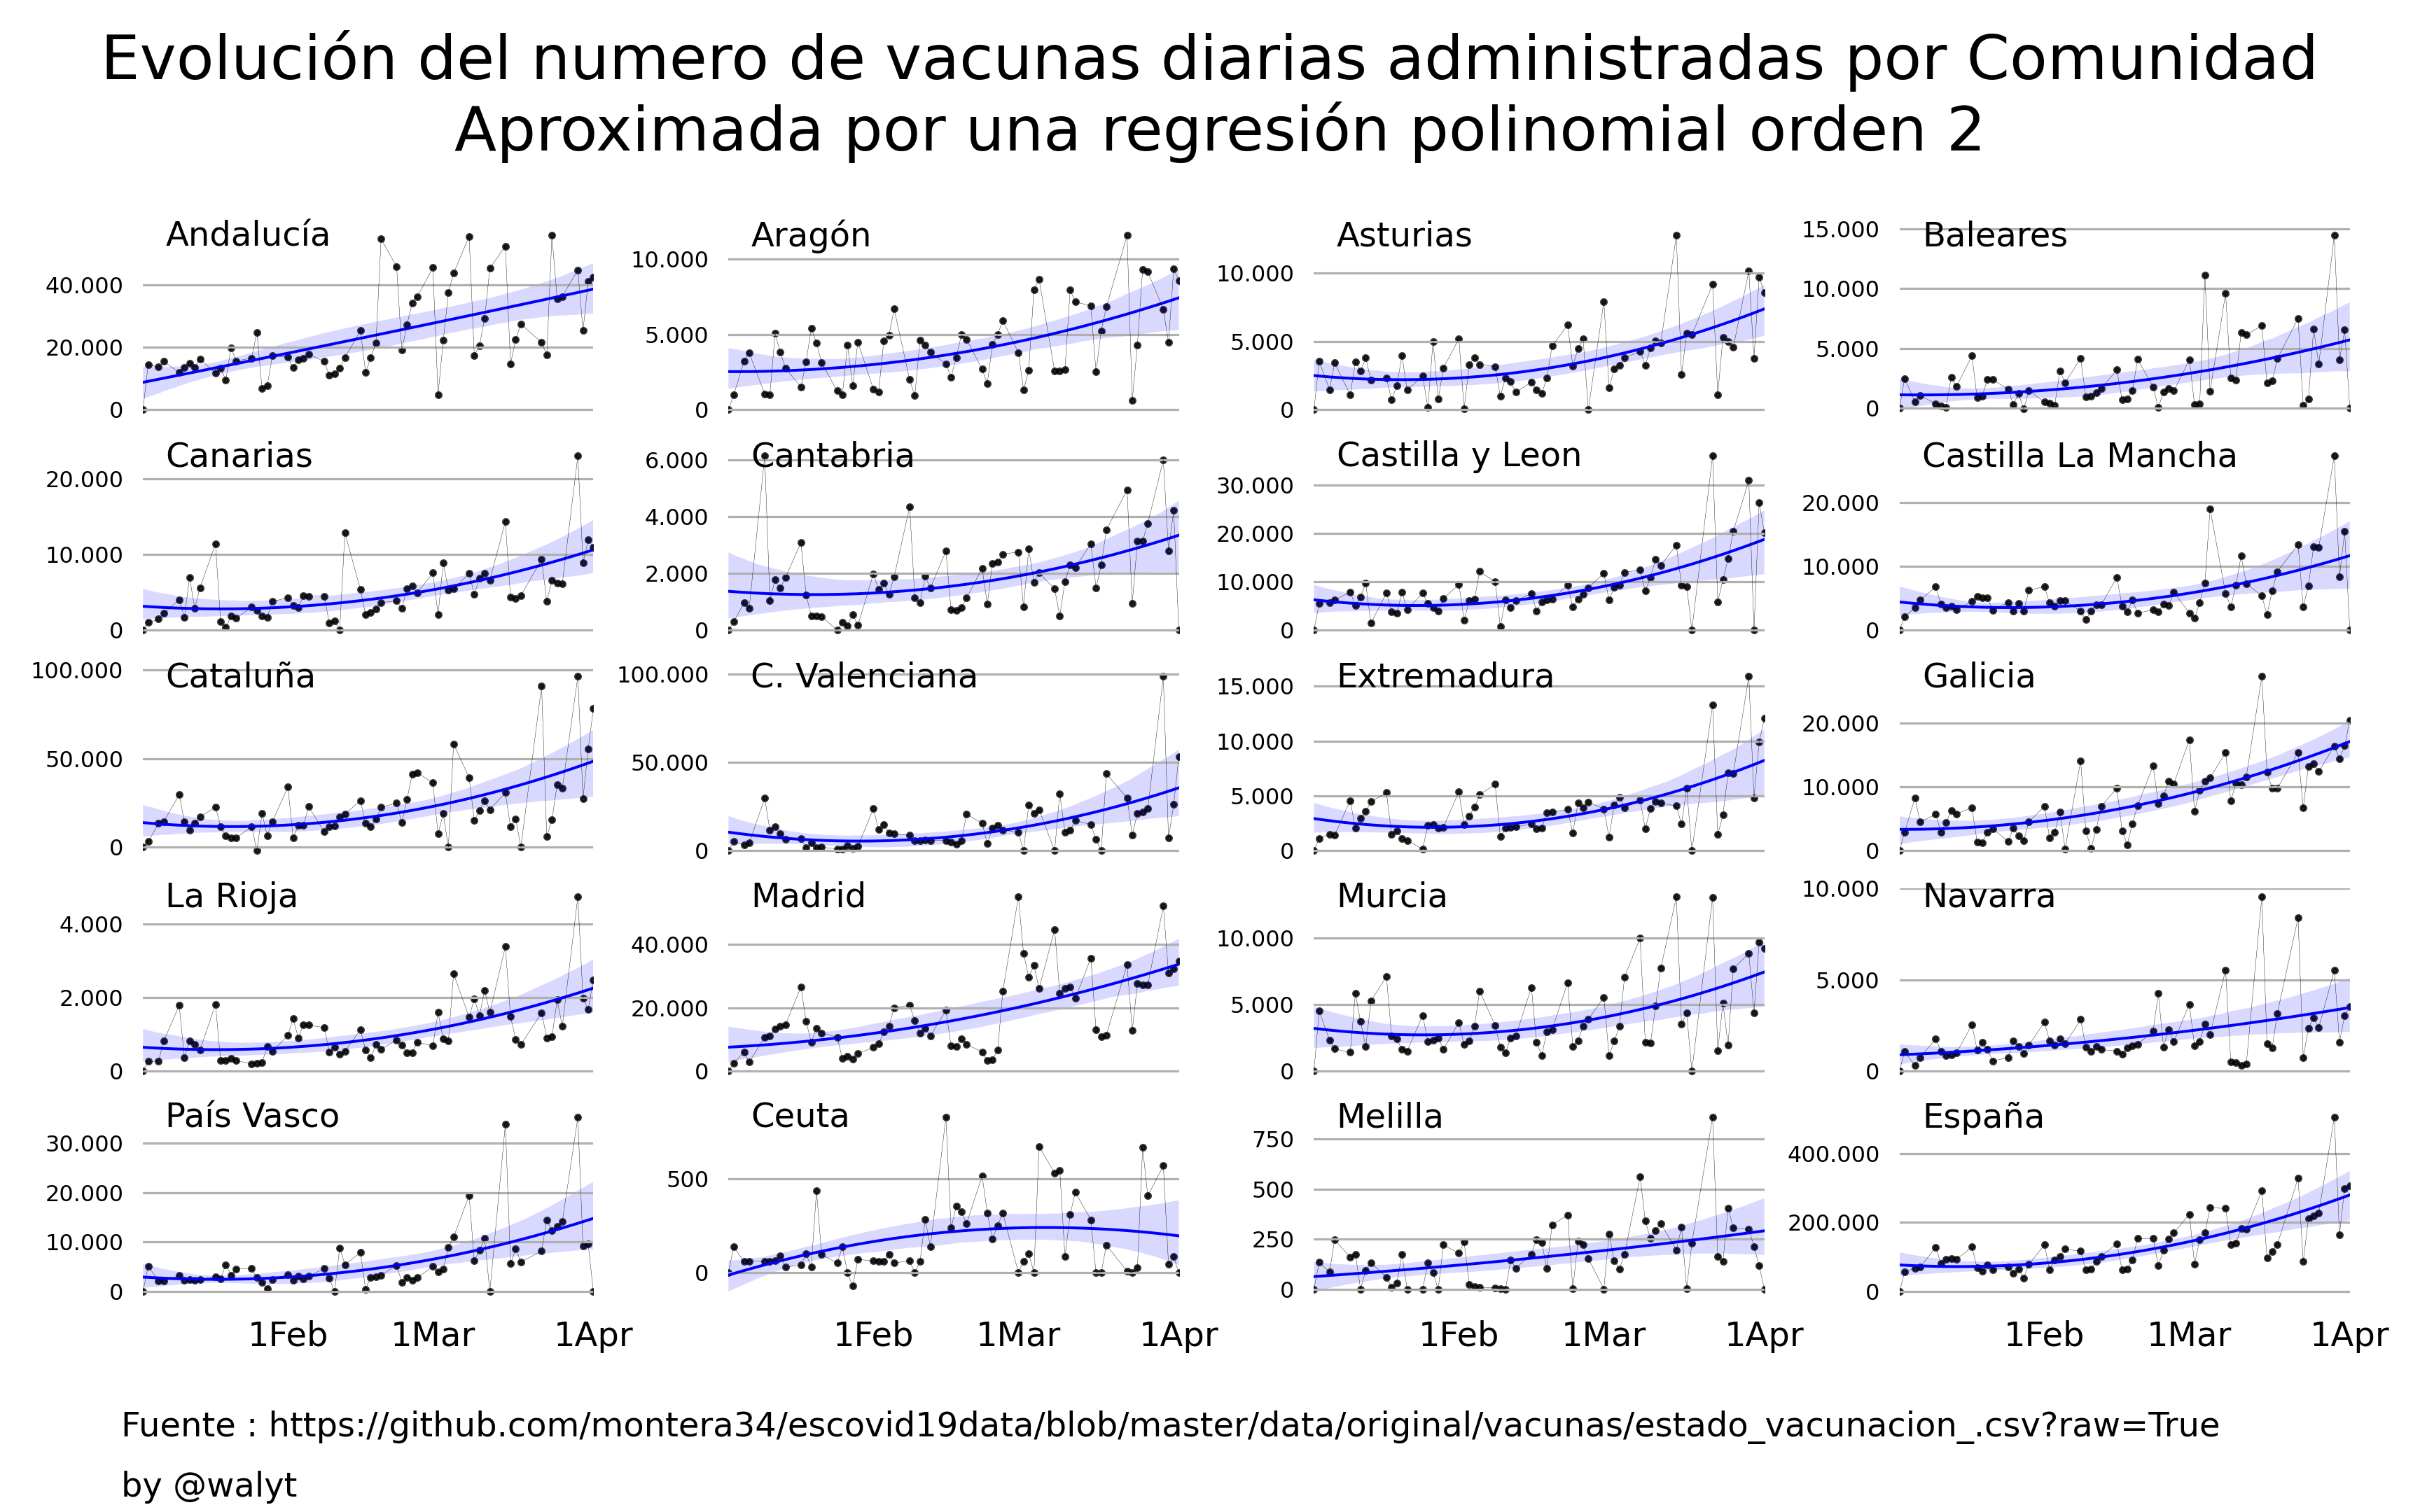 Evolución del numero de vacunas diarias administradas por Comunidad
Aproximada por una regresión polinomial orden 2
Andalucía
40.000
20.000
0
Aragón
10.000
5.000
0
Asturias
10.000
5.000
0
Baleares
15.000
10.000
5.000
0
Canarias
20.000
10.000
0
Cantabria
6.000
4.000
2.000
0
Castilla y Leon
30.000
20.000
10.000
0
Castilla La Mancha
20.000
10.000
0
Cataluña
100.000
50.000
0
C. Valenciana
100.000
50.000
0
Extremadura
15.000
10.000
5.000
0
Galicia
20.000
10.000
0
La Rioja
4.000
2.000
0
Madrid
40.000
20.000
0
Murcia
10.000
5.000
0
Navarra
10.000
5.000
0
País Vasco
30.000
20.000
10.000
0
Ceuta
500
0
Melilla
750
500
250
0
España
400.000
200.000
0
1Feb 1Mar 1Apr
1Feb 1Mar 1Apr
1Feb 1Mar 1Apr
1Feb 1Mar 1Apr
Fuente : https://github.com/montera34/escovid19data/blob/master/data/original/vacunas/estado_vacunacion_.csv?raw=True
by @walyt